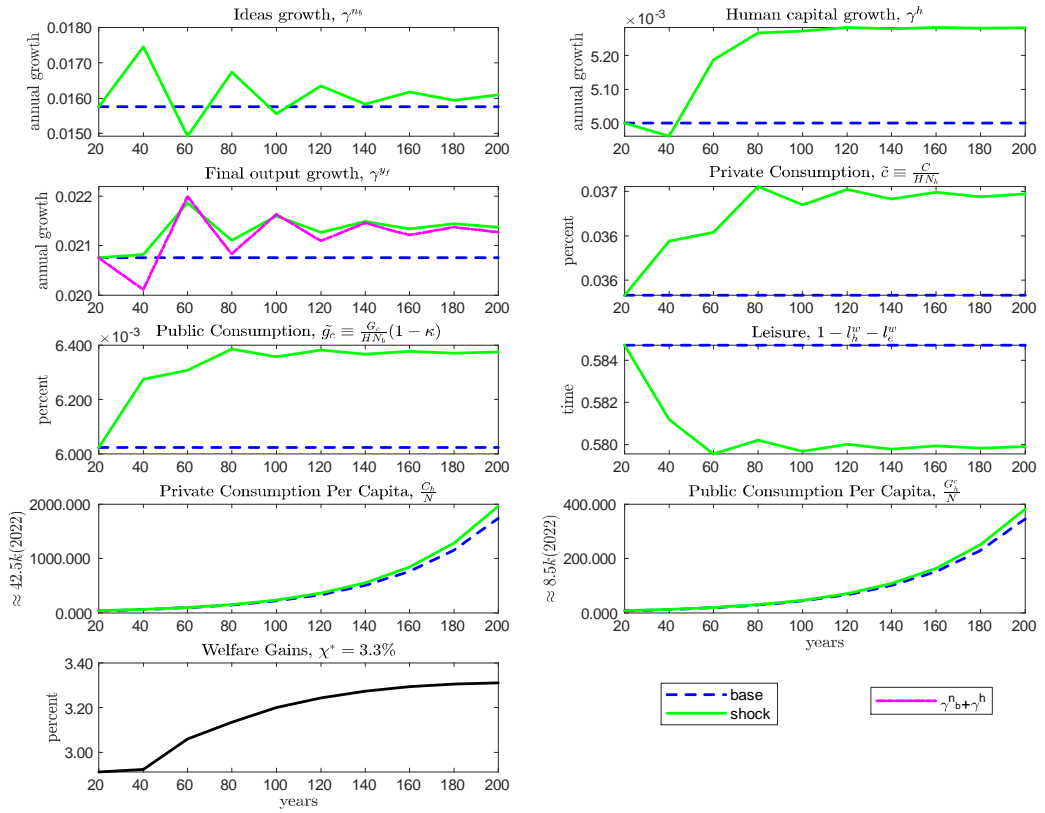 Ideas growth, γ^{n_b}
annual growth
0.0180
0.0170
0.0160
0.0150
20 40 60 80 100 120 140 160 180 200
Human capital growth, γ^h
×10^{-3}
annual growth
5.20
5.10
5.00
20 40 60 80 100 120 140 160 180 200
Final output growth, γ^{y_f}
annual growth
0.022
0.021
0.020
20 40 60 80 100 120 140 160 180 200
Private Consumption, c̃ ≡ C/(HN_b)
percent
0.037
0.036
0.036
20 40 60 80 100 120 140 160 180 200
Public Consumption, g̃_c ≡ G_c/(HN_b)(1 − κ)
×10^{-3}
percent
6.400
6.200
6.000
20 40 60 80 100 120 140 160 180 200
Leisure, 1 − l_h^w − l_e^w
time
0.584
0.582
0.580
20 40 60 80 100 120 140 160 180 200
Private Consumption Per Capita, C_h/N
≈ 42.5k(2022)
2000.000
1000.000
0.000
20 40 60 80 100 120 140 160 180 200
Public Consumption Per Capita, G_h^c/N
≈ 8.5k(2022)
400.000
200.000
0.000
20 40 60 80 100 120 140 160 180 200
years
Welfare Gains, χ* = 3.3%
percent
3.40
3.20
3.00
20 40 60 80 100 120 140 160 180 200
years
base
shock
γ^n_b+γ^h